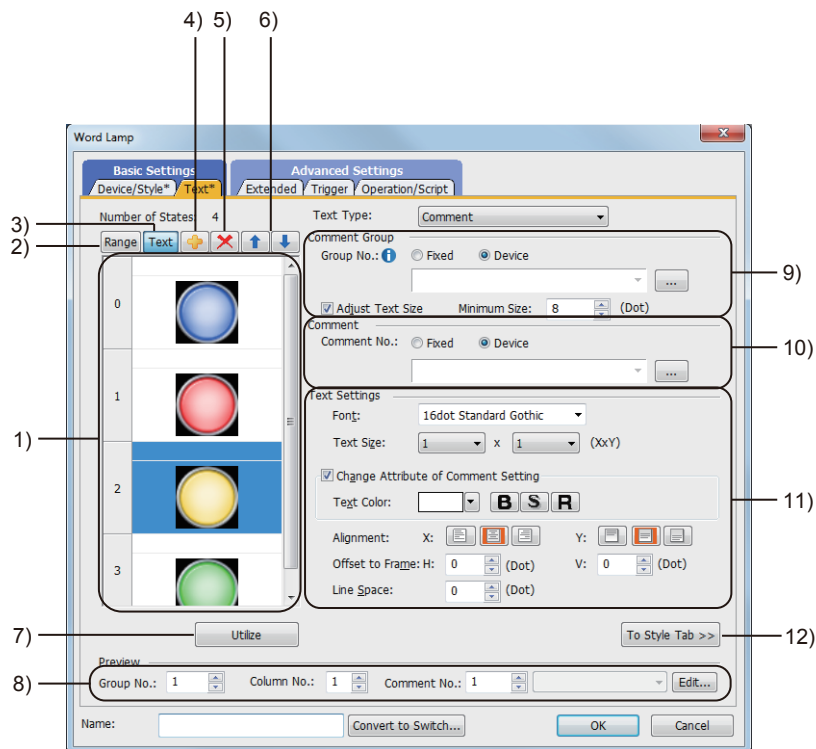 4) 5) 6)
Word Lamp
x
Basic Settings Advanced Settings
Device/Style* Text* Extended Trigger Operation/Script
3)
Number of States: 4 Text Type: Comment
2) Range Text
Comment Group
Group No.: i Fixed Device
9)
...
0
Adjust Text Size Minimum Size: 8 (Dot)
Comment
Comment No.: Fixed Device
10)
...
1
Text Settings
Font: 16dot Standard Gothic
1)
Text Size: 1 x 1 (XxY)
Change Attribute of Comment Setting
2
Text Color: B S R
11)
Alignment: X: Y:
Offset to Frame: H: 0 (Dot) V: 0 (Dot)
3
Line Space: 0 (Dot)
7) Utilize To Style Tab >> 12)
Preview
8) Group No.: 1 Column No.: 1 Comment No.: 1 Edit...
Name: Convert to Switch... OK Cancel